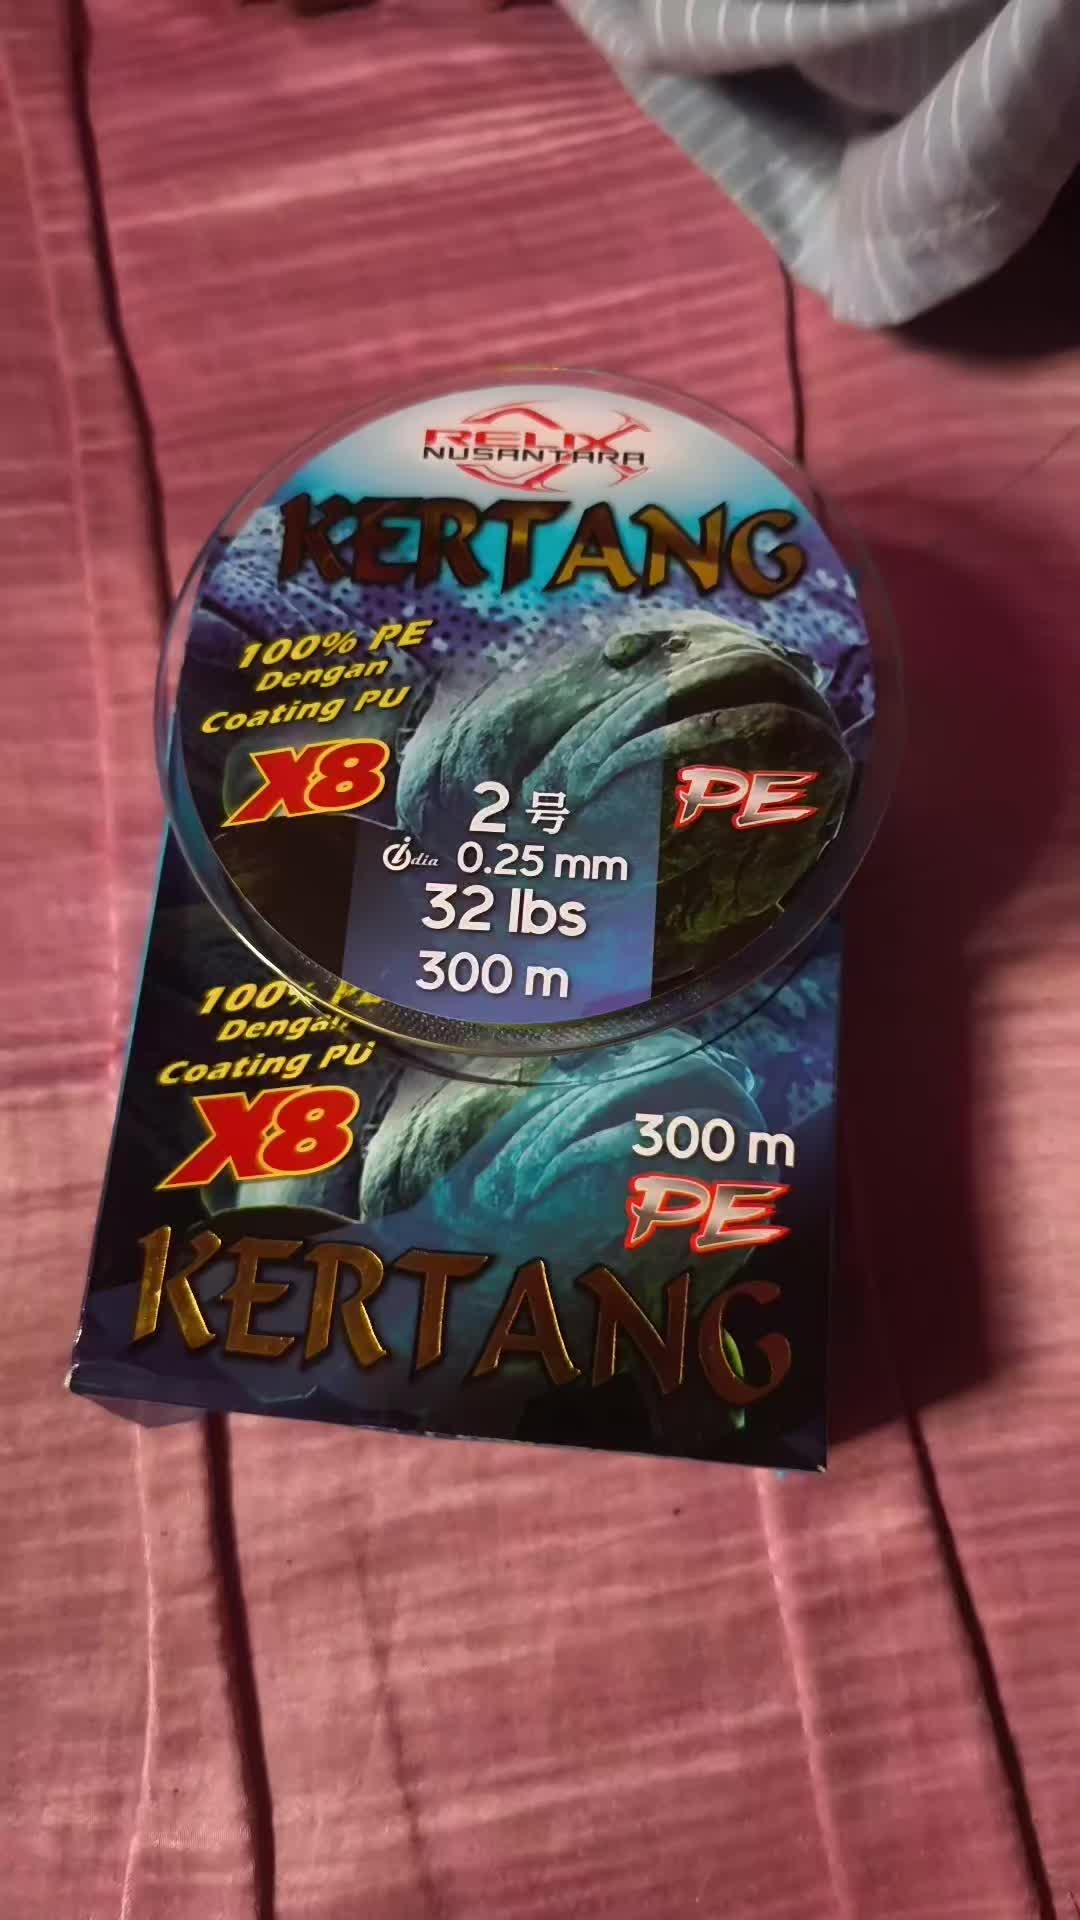 RELIX
NUSANTARA
KERTANG
100% PE
Dengan
Coating PU
X8
PE
2号
dia 0.25 mm
32 lbs
300 m
100% PE
Dengan
Coating PU
X8
300 m
PE
KERTANG